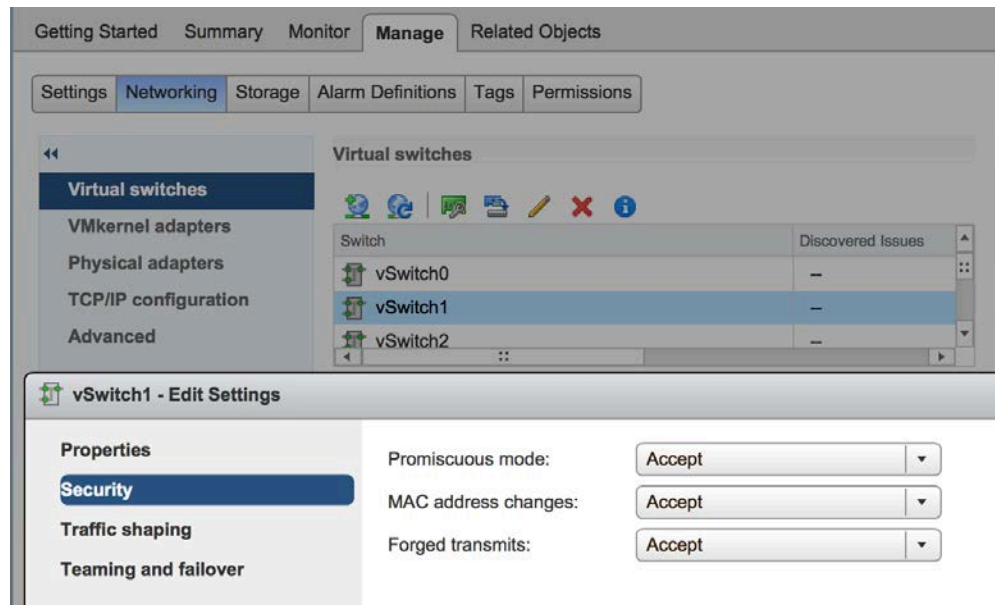 Getting Started Summary Monitor Manage Related Objects
Settings Networking Storage Alarm Definitions Tags Permissions
Virtual switches
Virtual switches
VMkernel adapters
Physical adapters
TCP/IP configuration
Advanced
Switch Discovered Issues
vSwitch0 --
vSwitch1 --
vSwitch2 --
vSwitch1 - Edit Settings
Properties
Security
Traffic shaping
Teaming and failover
Promiscuous mode: Accept
MAC address changes: Accept
Forged transmits: Accept